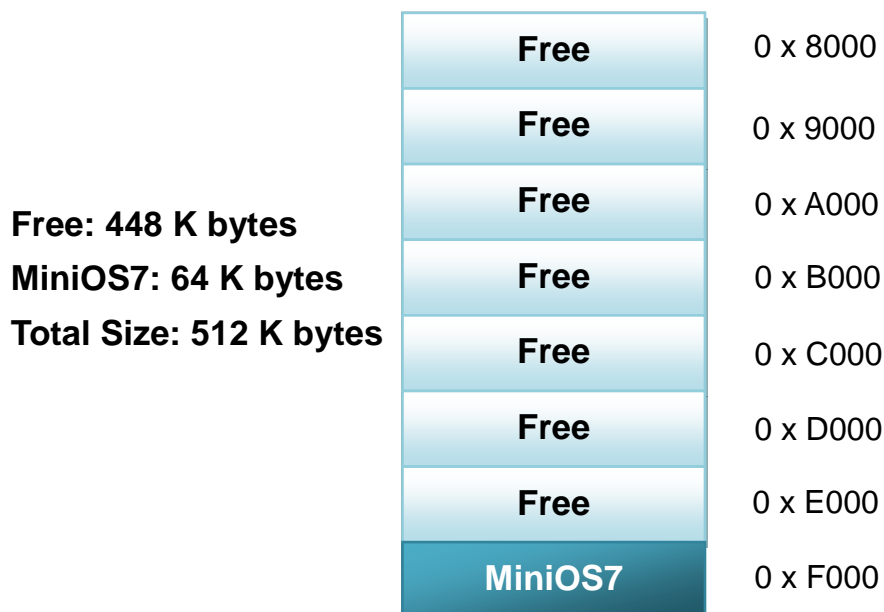 Free 0 x 8000
Free 0 x 9000
Free 0 x A000
Free: 448 K bytes
MiniOS7: 64 K bytes
Free 0 x B000
Total Size: 512 K bytes
Free 0 x C000
Free 0 x D000
Free 0 x E000
MiniOS7 0 x F000